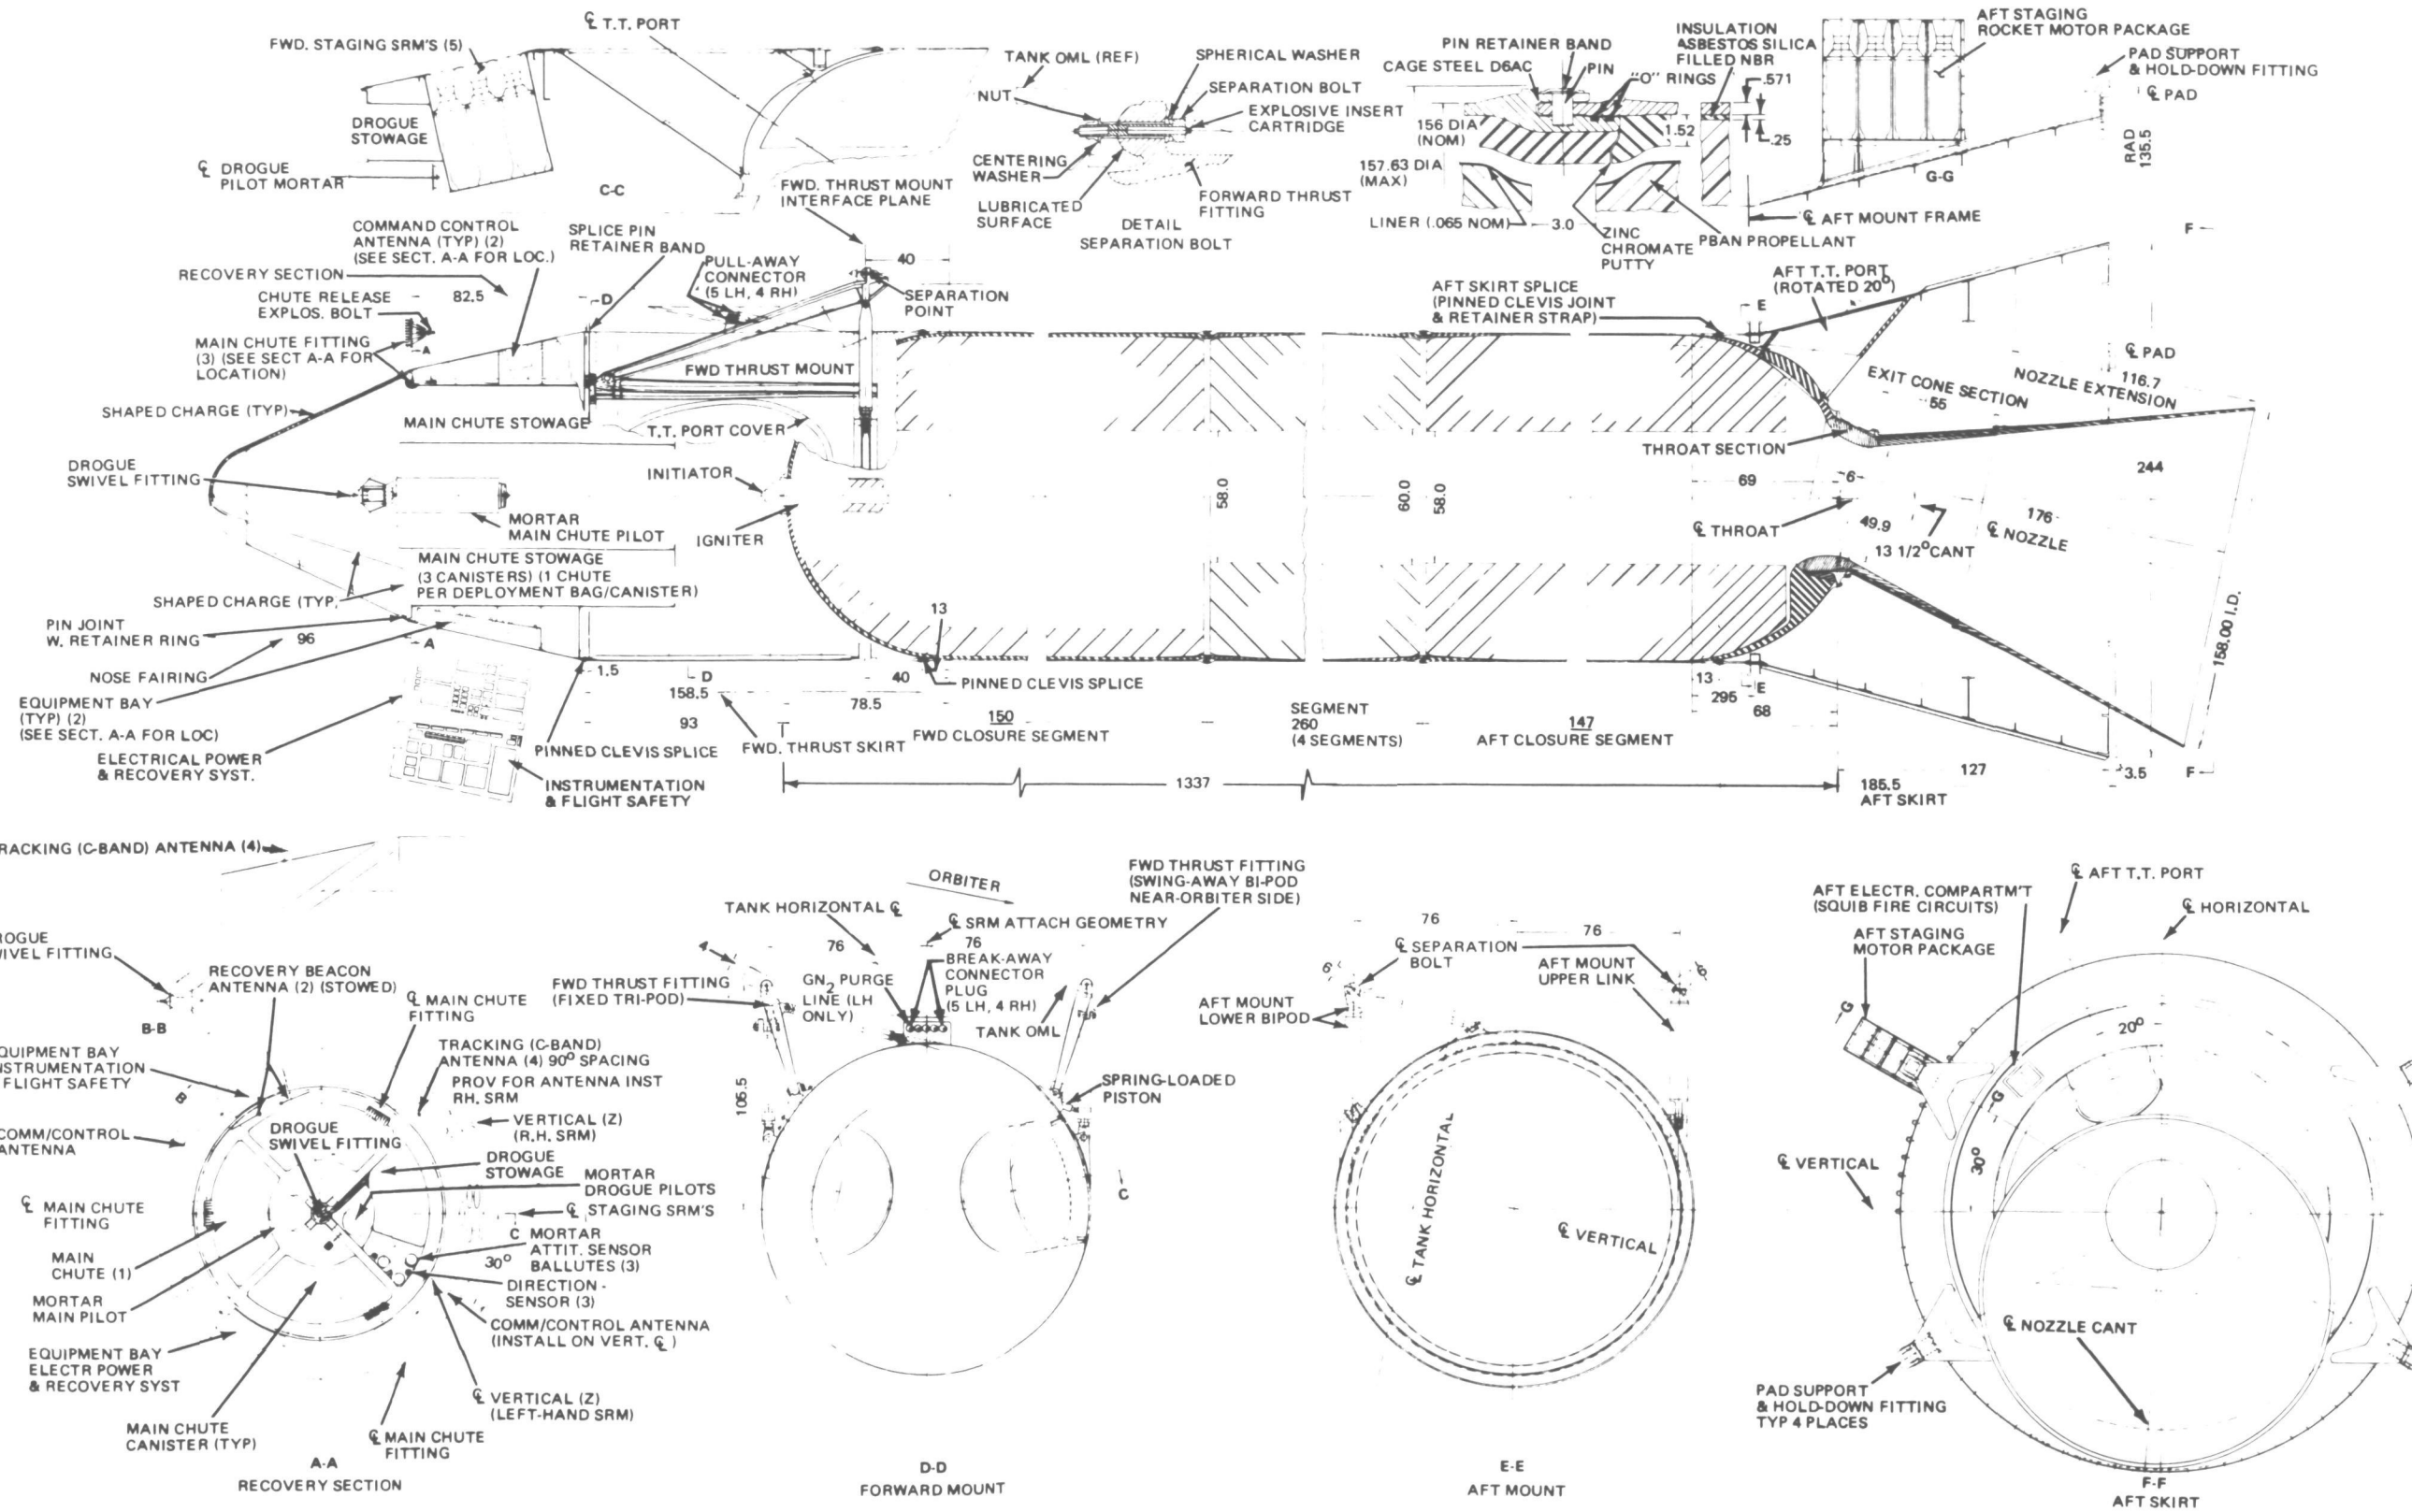 ℄ T.T. PORT
FWD. STAGING SRM'S (5)
DROGUE
STOWAGE
℄ DROGUE
PILOT MORTAR
C-C
TANK OML (REF)
NUT
SPHERICAL WASHER
SEPARATION BOLT
EXPLOSIVE INSERT
CARTRIDGE
CENTERING
WASHER
LUBRICATED
SURFACE
FORWARD THRUST
FITTING
DETAIL
SEPARATION BOLT
PIN RETAINER BAND
CAGE STEEL D6AC
PIN
"O" RINGS
INSULATION
ASBESTOS SILICA
FILLED NBR
.571
.25
1.52
156 DIA
(NOM)
157.63 DIA
(MAX)
LINER (.065 NOM)
3.0
ZINC
CHROMATE
PUTTY
PBAN PROPELLANT
AFT STAGING
ROCKET MOTOR PACKAGE
PAD SUPPORT
& HOLD-DOWN FITTING
℄ PAD
RAD
135.5
G-G
℄ AFT MOUNT FRAME
F
FWD. THRUST MOUNT
INTERFACE PLANE
COMMAND CONTROL
ANTENNA (TYP) (2)
(SEE SECT. A-A FOR LOC.)
SPLICE PIN
RETAINER BAND
RECOVERY SECTION
82.5
CHUTE RELEASE
EXPLOS. BOLT
D
PULL-AWAY
CONNECTOR
(5 LH, 4 RH)
40
SEPARATION
POINT
MAIN CHUTE FITTING
(3) (SEE SECT A-A FOR
LOCATION)
A
FWD THRUST MOUNT
SHAPED CHARGE (TYP)
MAIN CHUTE STOWAGE
T.T. PORT COVER
DROGUE
SWIVEL FITTING
INITIATOR
MORTAR
MAIN CHUTE PILOT
IGNITER
MAIN CHUTE STOWAGE
(3 CANISTERS) (1 CHUTE
PER DEPLOYMENT BAG/CANISTER)
SHAPED CHARGE (TYP.
PIN JOINT
W. RETAINER RING
96
A
NOSE FAIRING
EQUIPMENT BAY
(TYP) (2)
(SEE SECT. A-A FOR LOC)
ELECTRICAL POWER
& RECOVERY SYST.
1.5
D
158.5
93
PINNED CLEVIS SPLICE
INSTRUMENTATION
& FLIGHT SAFETY
FWD. THRUST SKIRT
13
40
78.5
PINNED CLEVIS SPLICE
150
FWD CLOSURE SEGMENT
SEGMENT
260
(4 SEGMENTS)
147
AFT CLOSURE SEGMENT
1337
58.0
60.0
58.0
AFT SKIRT SPLICE
(PINNED CLEVIS JOINT
& RETAINER STRAP)
E
AFT T.T. PORT
(ROTATED 20°)
℄ PAD
116.7
EXIT CONE SECTION
55
NOZZLE EXTENSION
THROAT SECTION
69
6
244
℄ THROAT
49.9
176
13 1/2° CANT
℄ NOZZLE
158.00 I.D.
13
295
68
E
127
3.5
F
185.5
AFT SKIRT
RACKING (C-BAND) ANTENNA (4)
ROGUE
WIVEL FITTING
B-B
RECOVERY BEACON
ANTENNA (2) (STOWED)
℄ MAIN CHUTE
FITTING
QUIPMENT BAY
NSTRUMENTATION
FLIGHT SAFETY
B
TRACKING (C-BAND)
ANTENNA (4) 90° SPACING
PROV FOR ANTENNA INST
RH. SRM
VERTICAL (Z)
(R.H. SRM)
COMM/CONTROL
ANTENNA
DROGUE
SWIVEL FITTING
DROGUE
STOWAGE
MORTAR
DROGUE PILOTS
℄ MAIN CHUTE
FITTING
℄ STAGING SRM'S
B
C
MORTAR
ATTIT. SENSOR
BALLUTES (3)
30°
MAIN
CHUTE (1)
DIRECTION -
SENSOR (3)
MORTAR
MAIN PILOT
COMM/CONTROL ANTENNA
(INSTALL ON VERT. ℄)
EQUIPMENT BAY
ELECTR POWER
& RECOVERY SYST
℄ VERTICAL (Z)
(LEFT-HAND SRM)
MAIN CHUTE
CANISTER (TYP)
℄ MAIN CHUTE
FITTING
A-A
RECOVERY SECTION
ORBITER
FWD THRUST FITTING
(SWING-AWAY BI-POD
NEAR-ORBITER SIDE)
TANK HORIZONTAL ℄
℄ SRM ATTACH GEOMETRY
4
76
76
BREAK-AWAY
CONNECTOR
PLUG
(5 LH, 4 RH)
FWD THRUST FITTING
(FIXED TRI-POD)
GN2 PURGE
LINE (LH
ONLY)
TANK OML
105.5
SPRING-LOADED
PISTON
C
D-D
FORWARD MOUNT
76
76
℄ SEPARATION
BOLT
6
6
AFT MOUNT
UPPER LINK
AFT MOUNT
LOWER BIPOD
℄ TANK HORIZONTAL
℄ VERTICAL
E-E
AFT MOUNT
AFT ELECTR. COMPARTM'T
(SQUIB FIRE CIRCUITS)
℄ AFT T.T. PORT
℄ HORIZONTAL
AFT STAGING
MOTOR PACKAGE
G
20°
G
30°
℄ VERTICAL
℄ NOZZLE CANT
PAD SUPPORT
& HOLD-DOWN FITTING
TYP 4 PLACES
F-F
AFT SKIRT